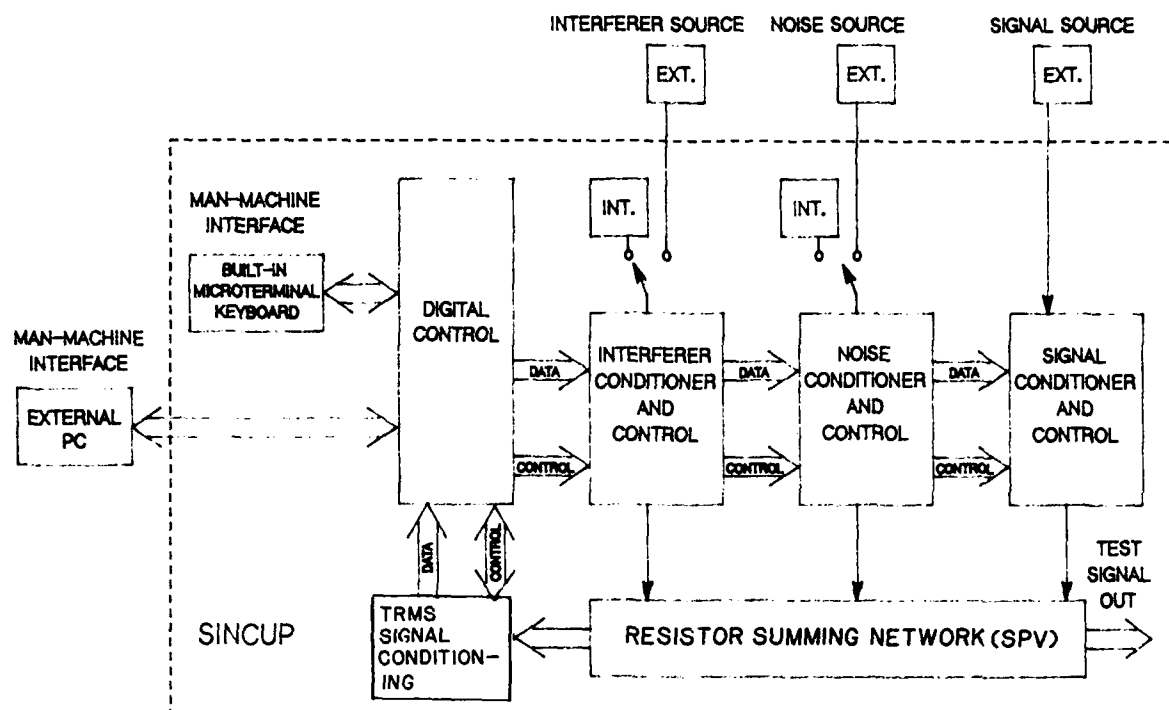 INTERFERER SOURCE
NOISE SOURCE
SIGNAL SOURCE
EXT.
EXT.
EXT.
MAN-MACHINE
INTERFACE
INT.
INT.
BUILT-IN
MICROTERMINAL
KEYBOARD
DIGITAL
CONTROL
MAN-MACHINE
INTERFACE
EXTERNAL
PC
INTERFERER
CONDITIONER
AND
CONTROL
NOISE
CONDITIONER
AND
CONTROL
SIGNAL
CONDITIONER
AND
CONTROL
DATA
DATA
DATA
CONTROL
CONTROL
CONTROL
DATA
CONTROL
TEST
SIGNAL
OUT
SINCUP
TRMS
SIGNAL
CONDITION-
ING
RESISTOR SUMMING NETWORK (SPV)